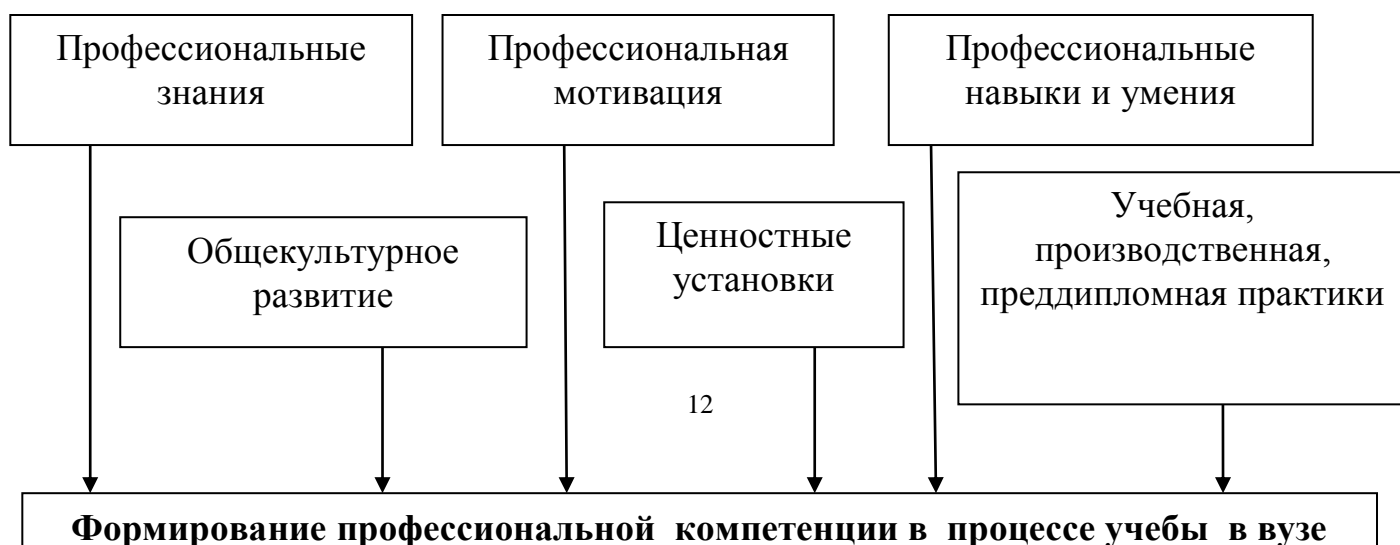 Профессиональные
знания
Профессиональная
мотивация
Профессиональные
навыки и умения
Общекультурное
развитие
Ценностные
установки
Учебная,
производственная,
преддипломная практики
12
Формирование профессиональной компетенции в процессе учебы в вузе